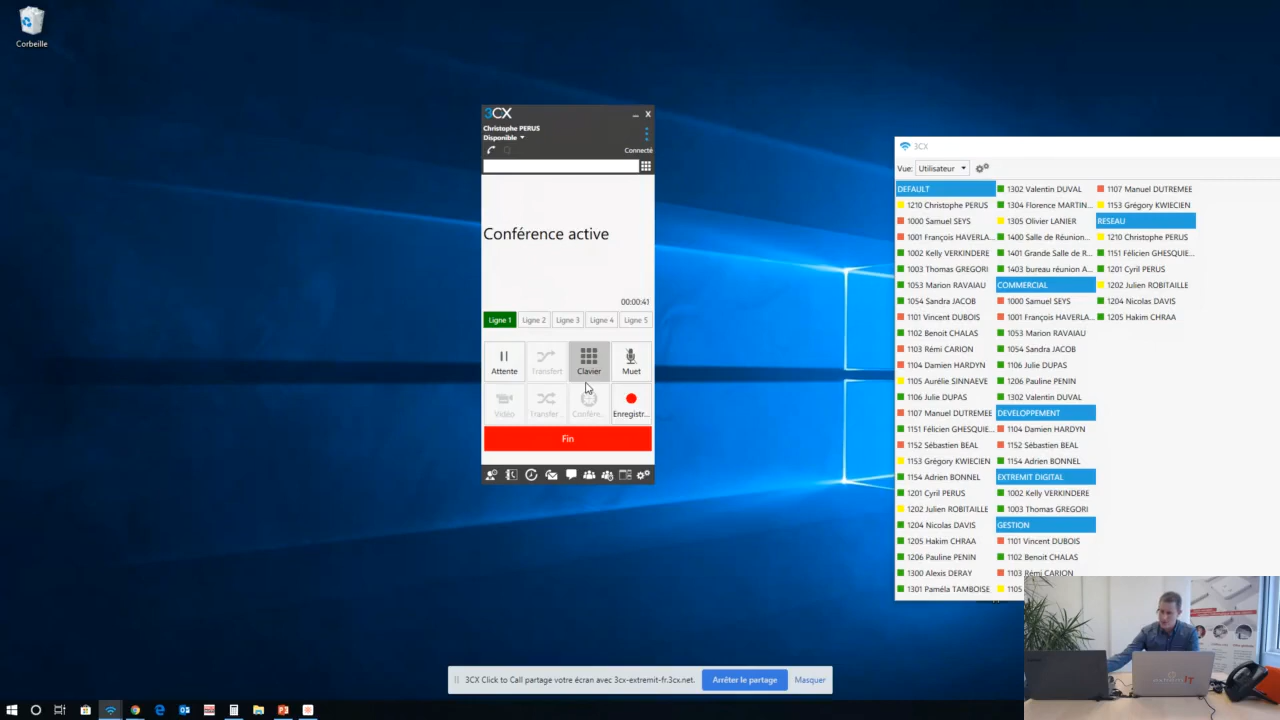 Corbeille
3CX
Christophe PERUS
Disponible
Connecté
Conférence active
00:00:41
Ligne 1
Ligne 2
Ligne 3
Ligne 4
Ligne 5
Attente
Transfert
Clavier
Muet
Vidéo
Transfer...
Confére...
Enregistr...
Fin
3CX
Vue: Utilisateur
DEFAULT
1210 Christophe PERUS
1000 Samuel SEYS
1001 François HAVERLA...
1002 Kelly VERKINDERE
1003 Thomas GREGORI
1053 Marion RAVAIAU
1054 Sandra JACOB
1101 Vincent DUBOIS
1102 Benoit CHALAS
1103 Rémi CARION
1104 Damien HARDYN
1105 Aurélie SINNAEVE
1106 Julie DUPAS
1107 Manuel DUTREMEE
1151 Félicien GHESQUIE...
1152 Sébastien BEAL
1153 Grégory KWIECIEN
1154 Adrien BONNEL
1201 Cyril PERUS
1202 Julien ROBITAILLE
1204 Nicolas DAVIS
1205 Hakim CHRAA
1206 Pauline PENIN
1300 Alexis DERAY
1301 Paméla TAMBOISE
1302 Valentin DUVAL
1304 Florence MARTIN...
1305 Olivier LANIER
1400 Salle de Réunion...
1401 Grande Salle de R...
1403 bureau réunion A...
COMMERCIAL
1000 Samuel SEYS
1001 François HAVERLA...
1053 Marion RAVAIAU
1054 Sandra JACOB
1106 Julie DUPAS
1206 Pauline PENIN
1302 Valentin DUVAL
DEVELOPPEMENT
1104 Damien HARDYN
1152 Sébastien BEAL
1154 Adrien BONNEL
EXTREMIT DIGITAL
1002 Kelly VERKINDERE
1003 Thomas GREGORI
GESTION
1101 Vincent DUBOIS
1102 Benoit CHALAS
1103 Rémi CARION
1105
1107 Manuel DUTREMEE
1153 Grégory KWIECIEN
RESEAU
1210 Christophe PERUS
1151 Félicien GHESQUIE...
1201 Cyril PERUS
1202 Julien ROBITAILLE
1204 Nicolas DAVIS
1205 Hakim CHRAA
3CX Click to Call partage votre écran avec 3cx-extremit-fr.3cx.net.
Arrêter le partage
Masquer